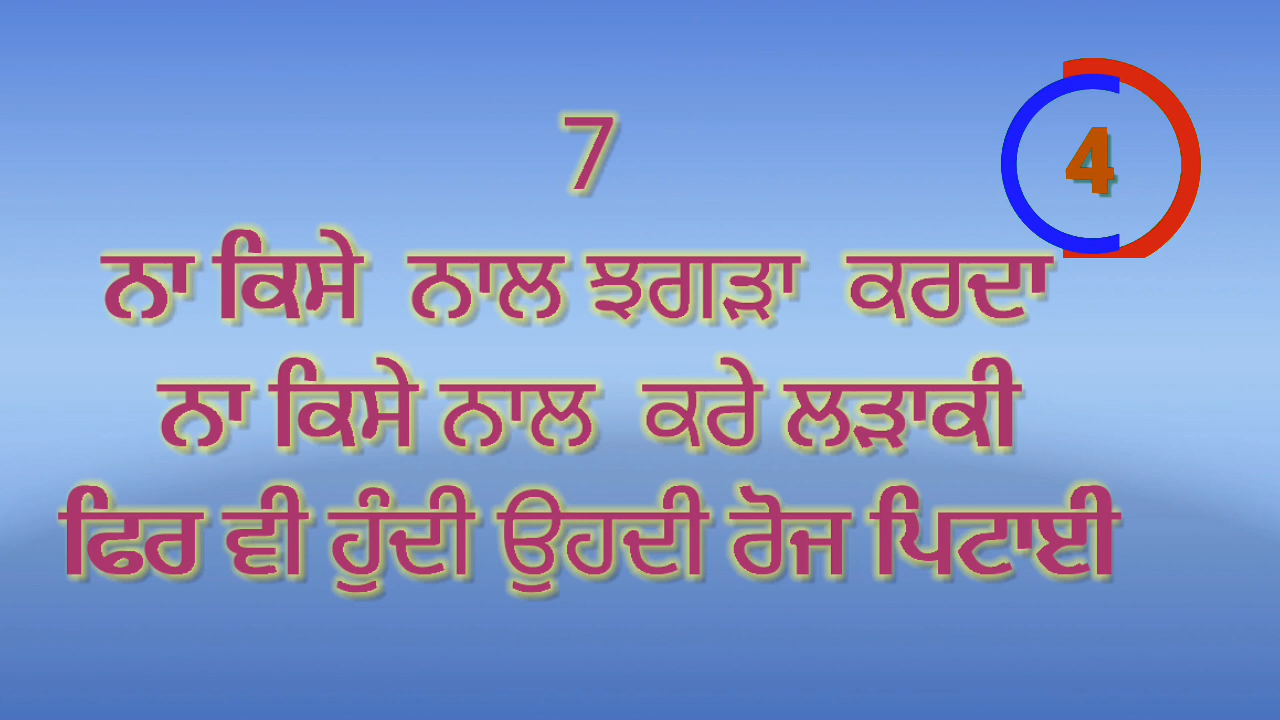 7
4
ਨਾ ਕਿਸੇ ਨਾਲ ਝਗੜਾ ਕਰਦਾ
ਨਾ ਕਿਸੇ ਨਾਲ ਕਰੇ ਲੜਾਕੀ
ਫਿਰ ਵੀ ਹੁੰਦੀ ਉਹਦੀ ਰੋਜ ਪਿਟਾਈ